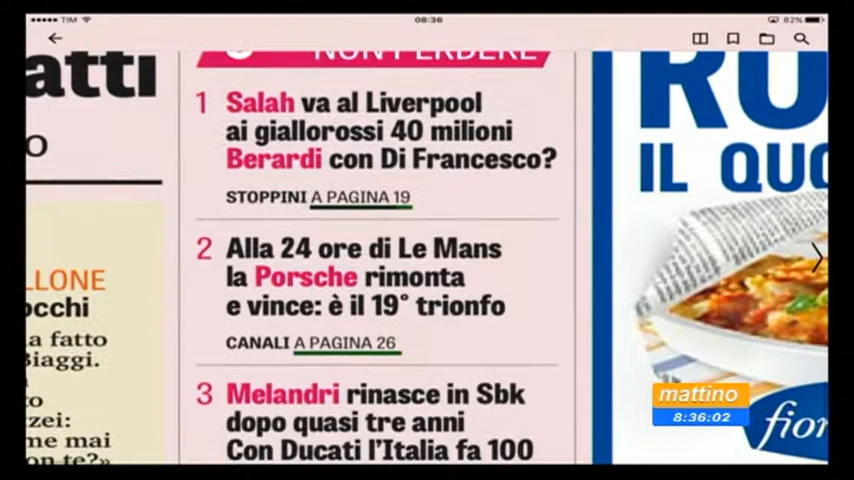 TIM
08:36
82%
atti
O
NON PERDERE
1 Salah va al Liverpool
ai giallorossi 40 milioni
Berardi con Di Francesco?
STOPPINI A PAGINA 19
2 Alla 24 ore di Le Mans
la Porsche rimonta
e vince: è il 19° trionfo
CANALI A PAGINA 26
3 Melandri rinasce in Sbk
dopo quasi tre anni
Con Ducati l'Italia fa 100
LLONE
occhi
a fatto
Biaggi.
to
zei:
me mai
on te?»
RU
IL QUO
mattino
8:36:02
fior